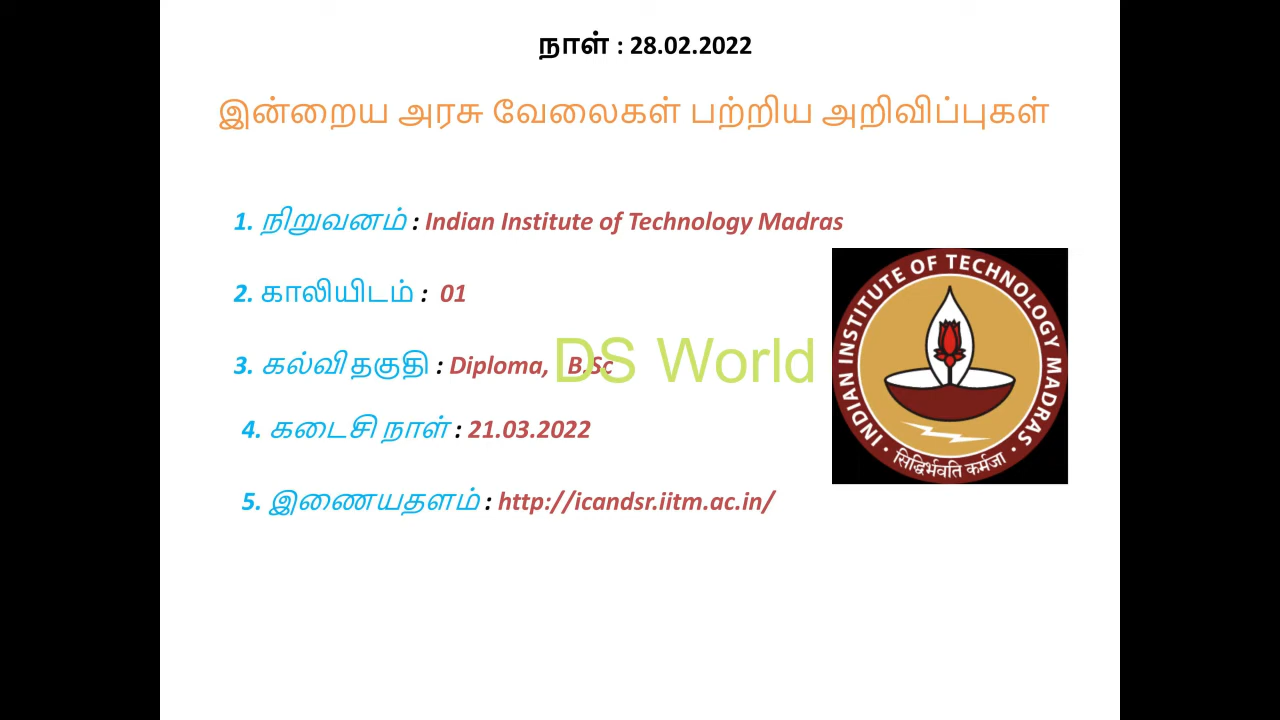 நாள் : 28.02.2022
இன்றைய அரசு வேலைகள் பற்றிய அறிவிப்புகள்
1. நிறுவனம் : Indian Institute of Technology Madras
2. காலியிடம் : 01
3. கல்வி தகுதி : Diploma, B.Sc
DS World
4. கடைசி நாள் : 21.03.2022
5. இணையதளம் : http://icandsr.iitm.ac.in/
INDIAN INSTITUTE OF TECHNOLOGY MADRAS
सिद्धिर्भवति कर्मजा